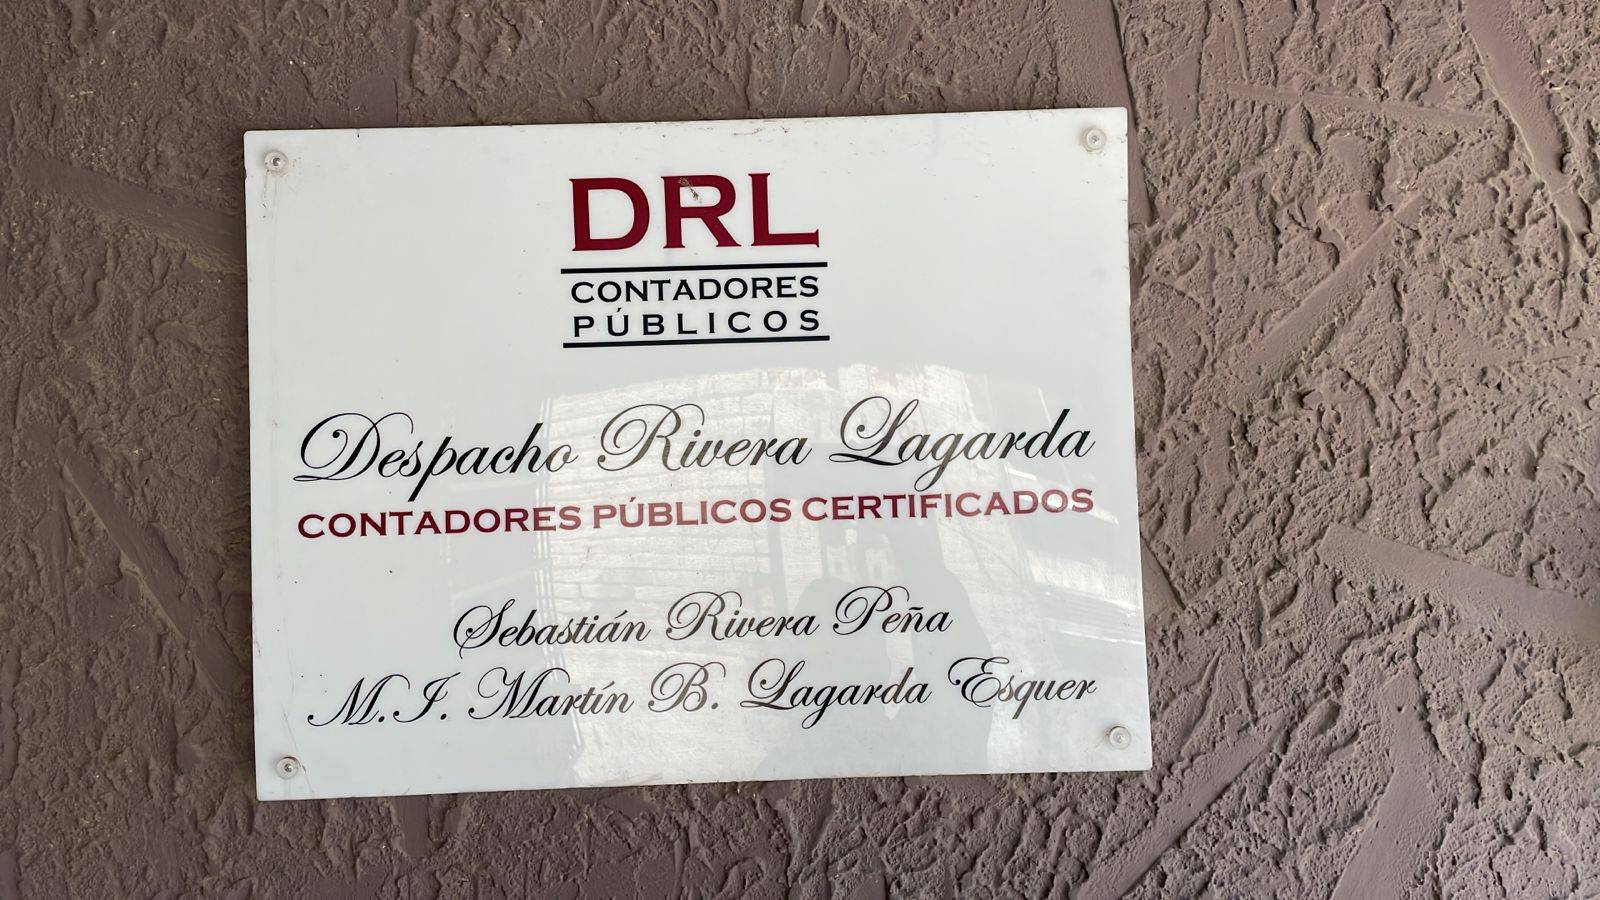 DRL
CONTADORES
PÚBLICOS
Despacho Rivera Lagarda
CONTADORES PÚBLICOS CERTIFICADOS
Sebastián Rivera Peña
M.I. Martín B. Lagarda Esquer